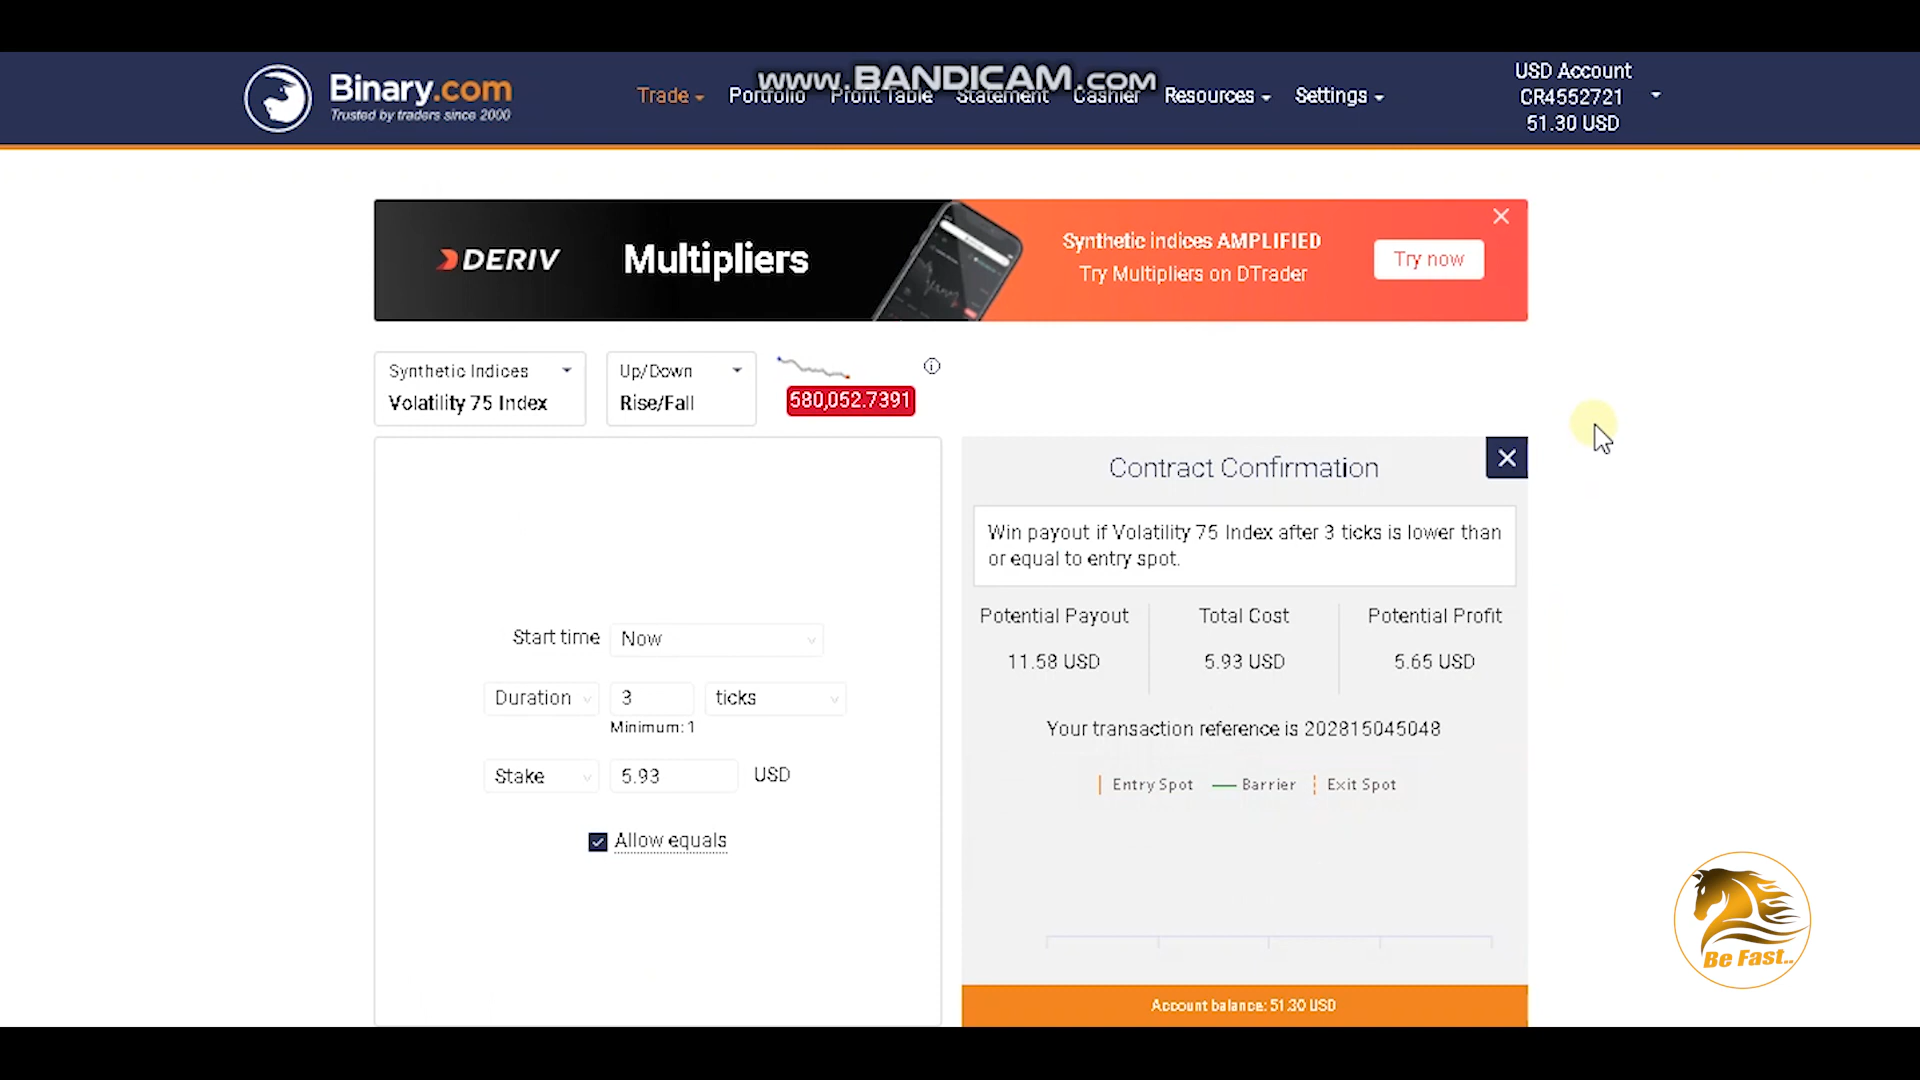 www.BANDICAM.com
Binary.com
Trusted by traders since 2000
Trade Portfolio Profit Table Statement Cashier Resources Settings
USD Account
CR4552721
51.30 USD
DERIV Multipliers
Synthetic indices AMPLIFIED
Try Multipliers on DTrader
Try now
Synthetic Indices
Volatility 75 Index
Up/Down
Rise/Fall
580,052.7391
Start time Now
Duration 3 ticks
Minimum: 1
Stake 5.93 USD
Allow equals
Contract Confirmation
Win payout if Volatility 75 Index after 3 ticks is lower than
or equal to entry spot.
Potential Payout Total Cost Potential Profit
11.58 USD 5.93 USD 5.65 USD
Your transaction reference is 202815045048
Entry Spot Barrier Exit Spot
Account balance: 51.30 USD
Be Fast..